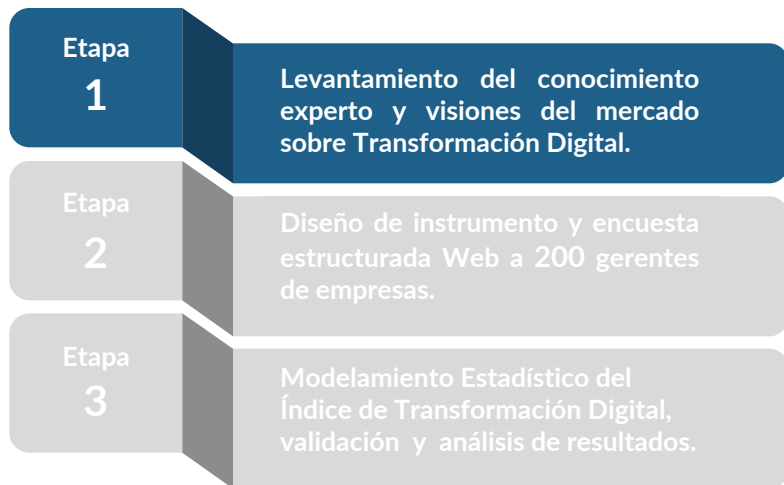 Etapa
1
Levantamiento del conocimiento
experto y visiones del mercado
sobre Transformación Digital.
Etapa
2
Diseño de instrumento y encuesta
estructurada Web a 200 gerentes
de empresas.
Etapa
3
Modelamiento Estadístico del
Índice de Transformación Digital,
validación y análisis de resultados.